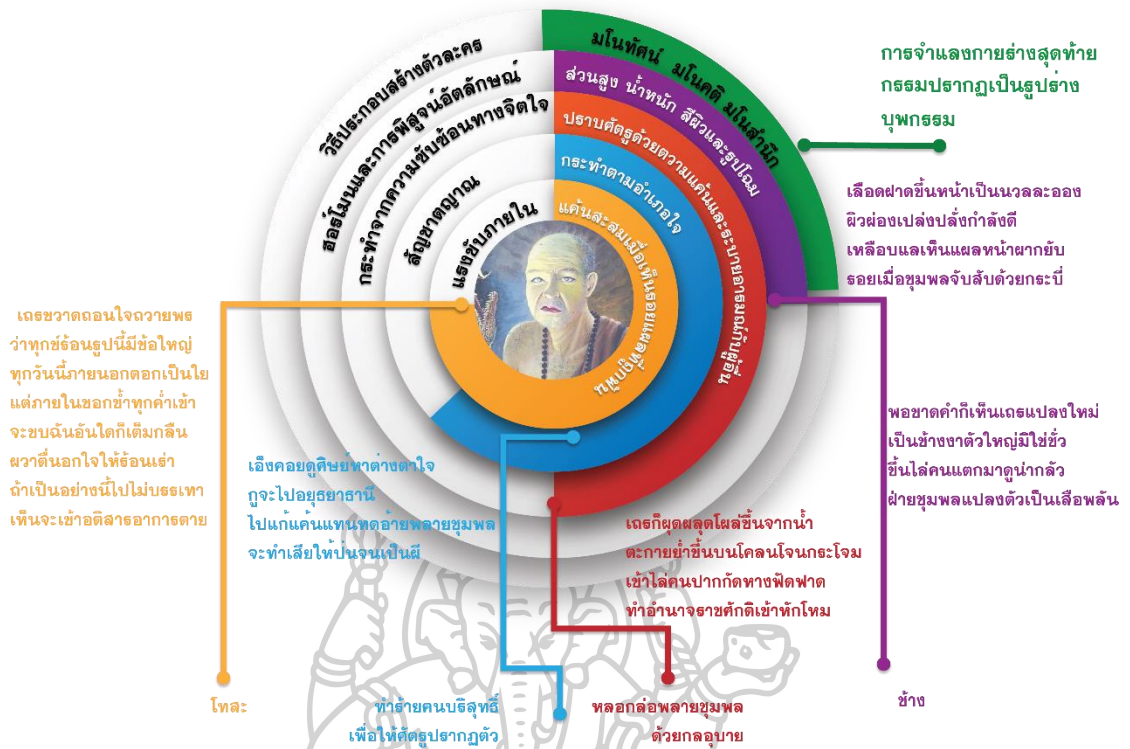 วิธีประกอบสร้างตัวละคร
ฮอร์โมนและการพิสูจน์อัตลักษณ์
กระทำจากความซับซ้อนทางจิตใจ
สัญชาตญาณ
แรงขับภายใน
มโนทัศน์ มโนคติ มโนสำนึก
ส่วนสูง น้ำหนัก สีผิวและรูปโฉม
ปราบศัตรูด้วยความแค้นและระบายอารมณ์กับผู้อื่น
กระทำตามอำเภอใจ
แค้นสะสมเมื่อเห็นรอยแผลที่ถูกฟัน
การจำแลงกายร่างสุดท้าย
กรรมปรากฏเป็นรูปร่าง
บุพกรรม
เลือดฝาดขึ้นหน้าเป็นนวลละออง
ผิวผ่องเปล่งปลั่งกำลังดี
เหลือบแลเห็นแผลหน้าผากยับ
รอยเมื่อชุมพลจับสับด้วยกระบี่
เถรขวาดถอนใจถวายพร
ว่าทุกข์ร้อนรูปนี้มีข้อใหญ่
ทุกวันนี้ภายนอกตอกเป็นใย
แต่ภายในชอกช้ำทุกค่ำเช้า
จะขบฉันอันใดก็เต็มกลืน
ผวาตื่นอกใจให้ร้อนเร่า
ถ้าเป็นอย่างนี้ไปไม่บรรเทา
เห็นจะเข้าอติสารอาการตาย
พอขาดคำก็เห็นเถรแปลงใหม่
เป็นช้างงาตัวใหญ่มิใช่ชั่ว
ขึ้นไล่คนแตกมาดูน่ากลัว
ฝ่ายชุมพลแปลงตัวเป็นเสือพลัน
เอ็งคอยดูศิษย์หาต่างตาใจ
กูจะไปอยุธยาธานี
ไปแก้แค้นแทนทดอ้ายพลายชุมพล
จะทำเสียให้ป่นจนเป็นผี
เถรก็ผุดผลุดโผล่ขึ้นจากน้ำ
ตะกายย่ำขึ้นบนโคลนโจนกระโจม
เข้าไล่คนปากกัดหางฟัดฟาด
ทำอำนาจราชศักดิเข้าหักโหม
โทสะ
ทำร้ายคนบริสุทธิ์
เพื่อให้ศัตรูปรากฏตัว
หลอกล่อพลายชุมพล
ด้วยกลอุบาย
ช้าง